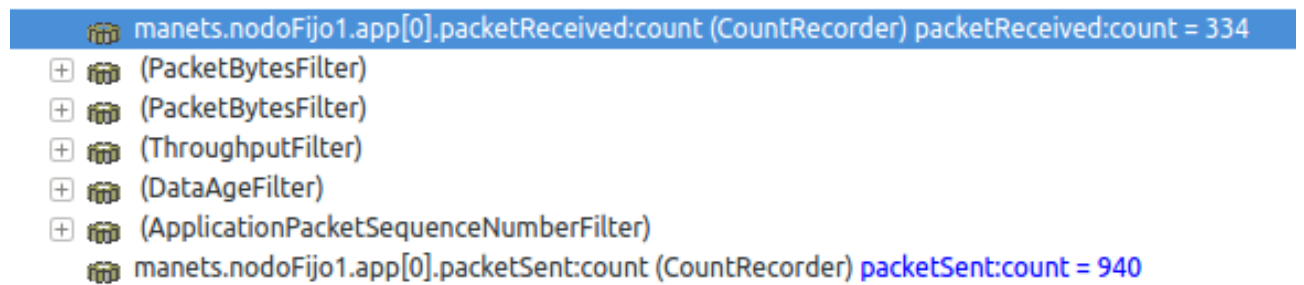 manets.nodoFijo1.app[0].packetReceived:count (CountRecorder) packetReceived:count = 334
(PacketBytesFilter)
(PacketBytesFilter)
(ThroughputFilter)
(DataAgeFilter)
(ApplicationPacketSequenceNumberFilter)
manets.nodoFijo1.app[0].packetSent:count (CountRecorder) packetSent:count = 940